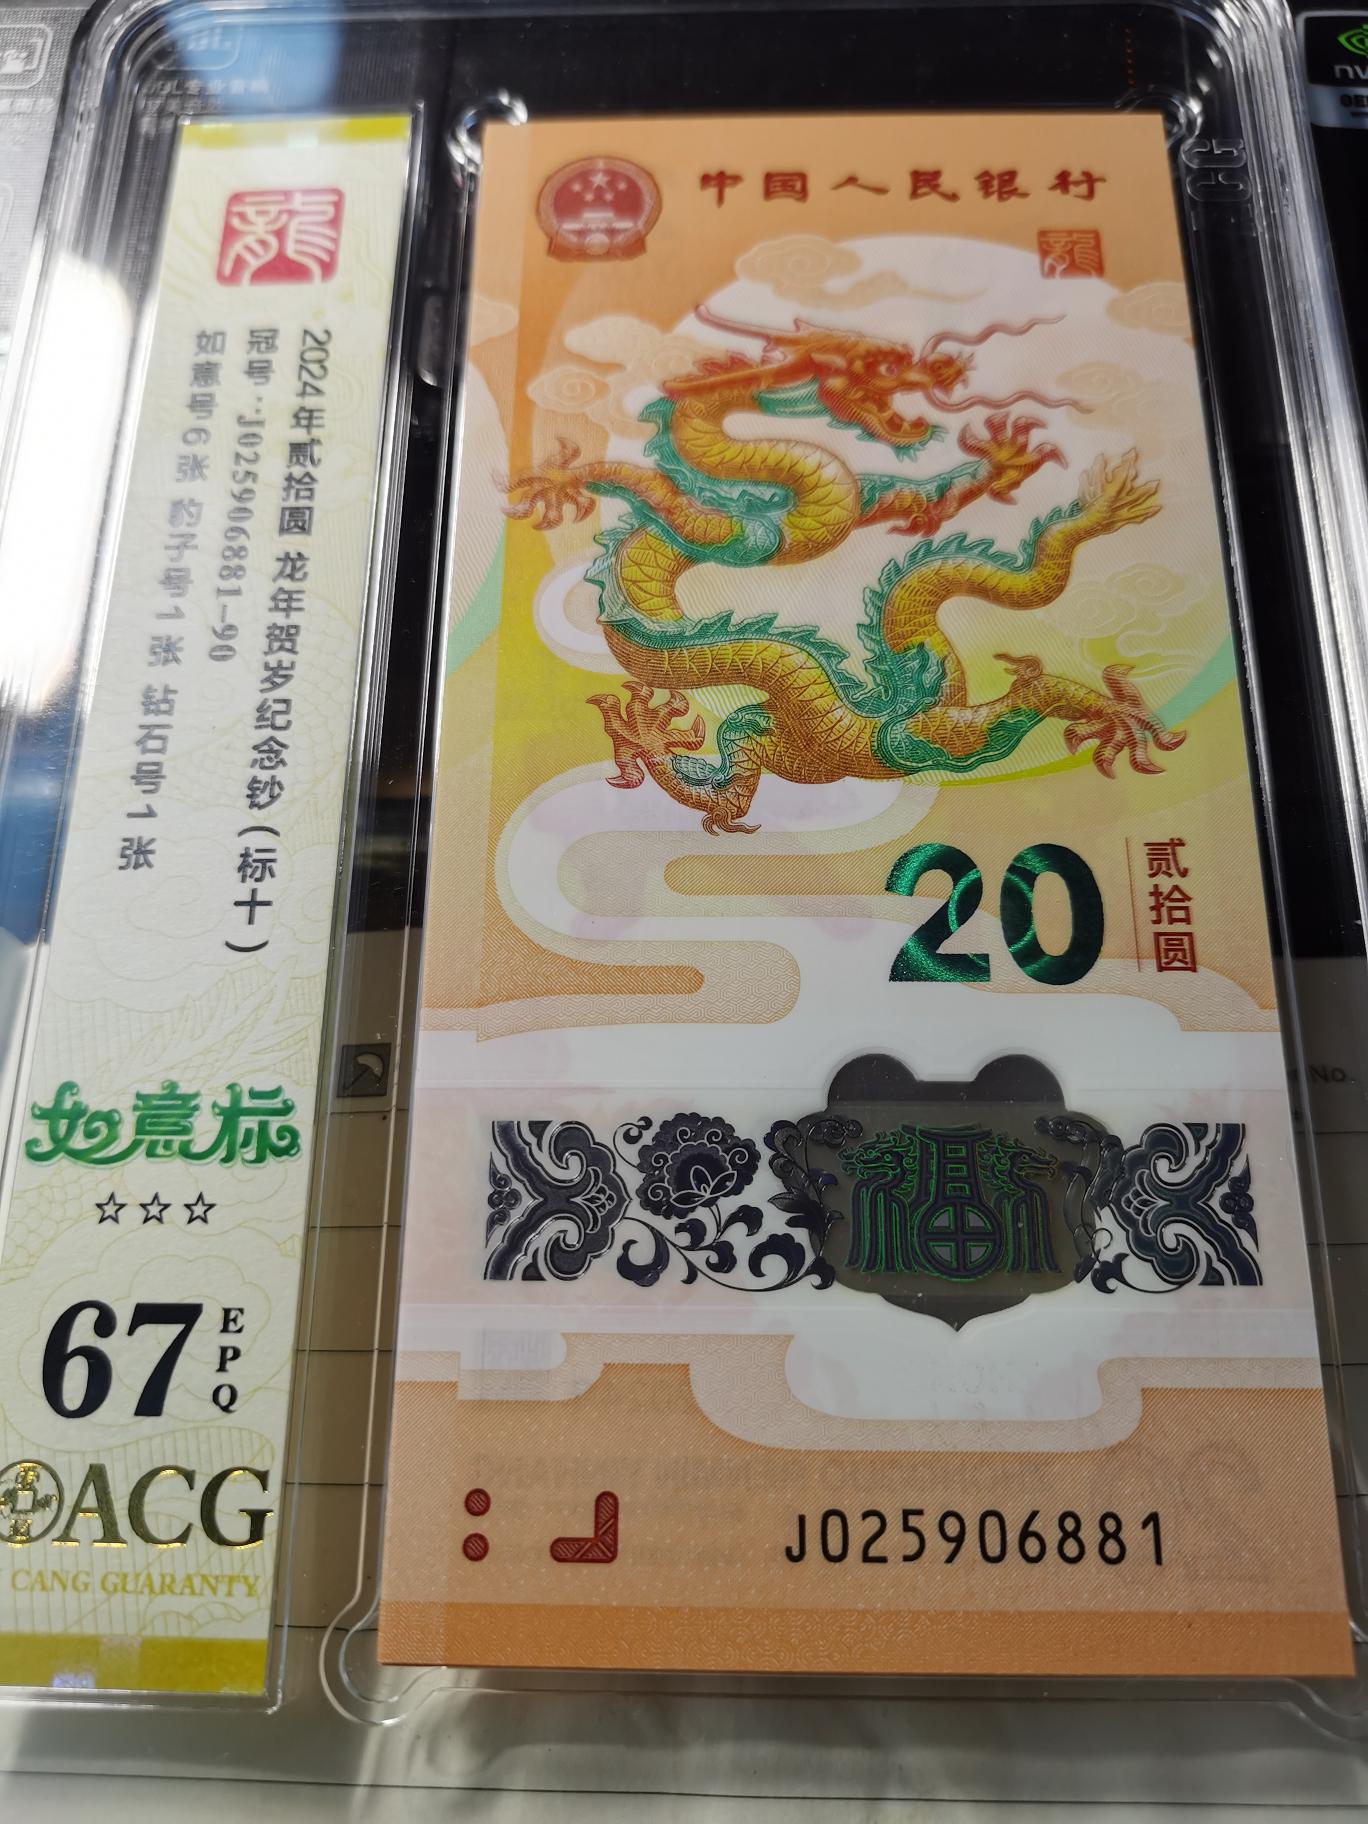 龍
2024年贰拾圆 龙年贺岁纪念钞(标十)
冠号:J025906881-90
如意号6张 豹子号1张 钻石号1张
如意标
☆☆☆
67
EPQ
ACG
CANG GUARANTY
中国人民银行
龍
20
贰拾圆
福
J025906881
No.